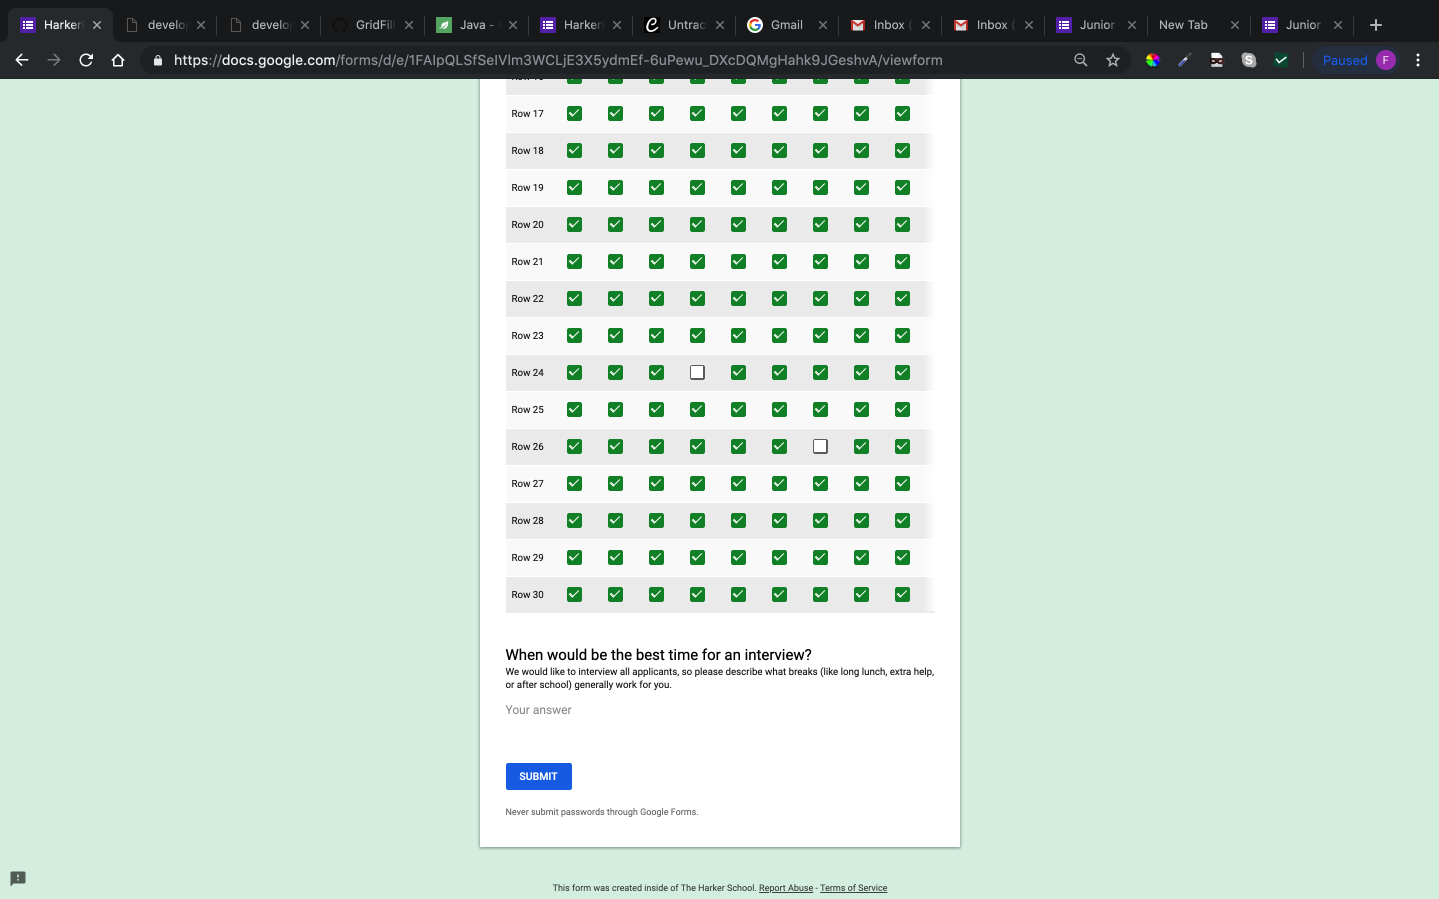 Harker
develo
develo
GridFil
Java -
Harker
Untrac
Gmail
Inbox (
Inbox (
Junior
New Tab
Junior
https://docs.google.com/forms/d/e/1FAIpQLSfSeIVlm3WCLjE3X5ydmEf-6uPewu_DXcDQMgHahk9JGeshvA/viewform
Paused
F
Row 17
Row 18
Row 19
Row 20
Row 21
Row 22
Row 23
Row 24
Row 25
Row 26
Row 27
Row 28
Row 29
Row 30
When would be the best time for an interview?
We would like to interview all applicants, so please describe what breaks (like long lunch, extra help,
or after school) generally work for you.
Your answer
SUBMIT
Never submit passwords through Google Forms.
This form was created inside of The Harker School. Report Abuse - Terms of Service